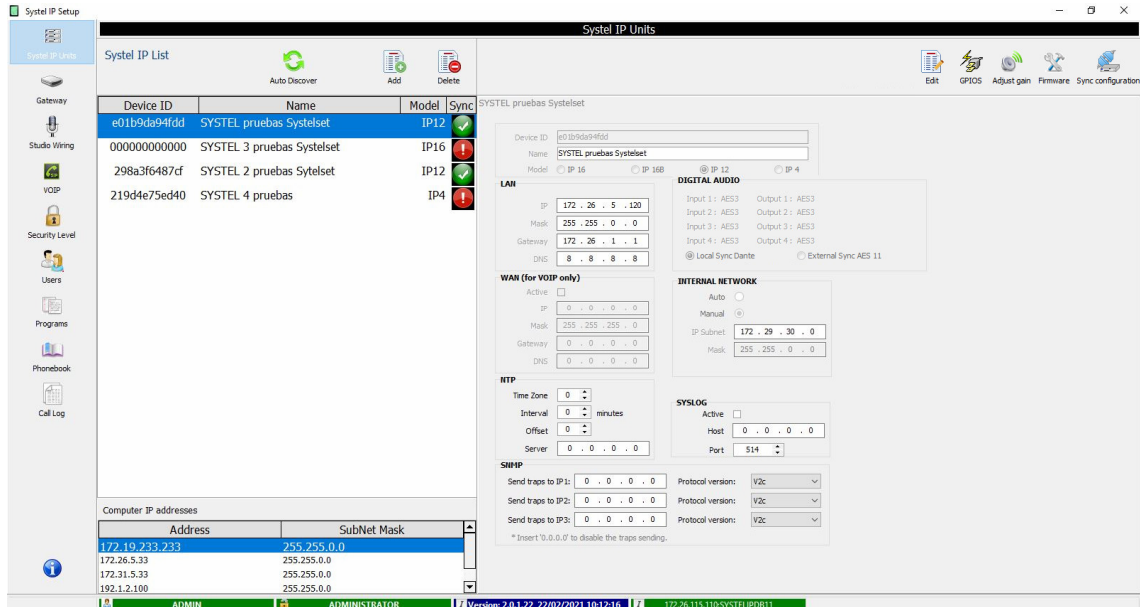 Systel IP Setup
Systel IP Units
Systel IP Units
Gateway
Studio Wiring
VOIP
Security Level
Users
Programs
Phonebook
Call Log
Systel IP List
Auto Discover
Add
Delete
Edit
GPIOS
Adjust gain
Firmware
Sync configuration
Device ID Name Model Sync
e01b9da94fdd SYSTEL pruebas Systelset IP12
000000000000 SYSTEL 3 pruebas Systelset IP16
298a3f6487cf SYSTEL 2 pruebas Sytelset IP12
219d4e75ed40 SYSTEL 4 pruebas IP4
Computer IP addresses
Address SubNet Mask
172.19.233.233 255.255.0.0
172.26.5.33 255.255.0.0
172.31.5.33 255.255.0.0
192.1.2.100 255.255.0.0
SYSTEL pruebas Systelset
Device ID e01b9da94fdd
Name SYSTEL pruebas Systelset
Model IP 16 IP 16B IP 12 IP 4
LAN
IP 172 . 26 . 5 . 120
Mask 255 . 255 . 0 . 0
Gateway 172 . 26 . 1 . 1
DNS 8 . 8 . 8 . 8
DIGITAL AUDIO
Input 1 : AES3 Output 1 : AES3
Input 2 : AES3 Output 2 : AES3
Input 3 : AES3 Output 3 : AES3
Input 4 : AES3 Output 4 : AES3
Local Sync Dante External Sync AES 11
WAN (for VOIP only)
Active
IP 0 . 0 . 0 . 0
Mask 255 . 255 . 255 . 0
Gateway 0 . 0 . 0 . 0
DNS 0 . 0 . 0 . 0
INTERNAL NETWORK
Auto
Manual
IP Subnet 172 . 29 . 30 . 0
Mask 255 . 255 . 0 . 0
NTP
Time Zone 0
Interval 0 minutes
Offset 0
Server 0 . 0 . 0 . 0
SYSLOG
Active
Host 0 . 0 . 0 . 0
Port 514
SNMP
Send traps to IP1: 0 . 0 . 0 . 0 Protocol version: V2c
Send traps to IP2: 0 . 0 . 0 . 0 Protocol version: V2c
Send traps to IP3: 0 . 0 . 0 . 0 Protocol version: V2c
* Insert '0.0.0.0' to disable the traps sending.
ADMIN ADMINISTRATOR Version: 2.0.1.22 22/02/2021 10:12:16 172.26.115.110:SYSTELIPDB11